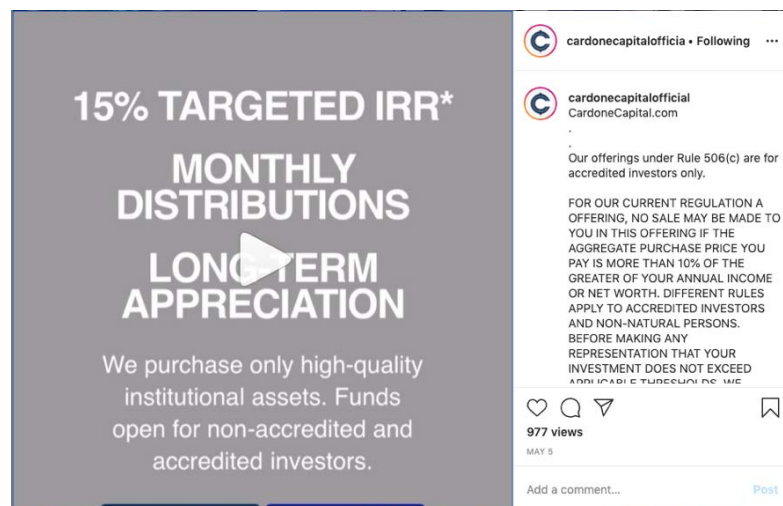 15% TARGETED IRR*
MONTHLY
DISTRIBUTIONS
LONG-TERM
APPRECIATION
We purchase only high-quality
institutional assets. Funds
open for non-accredited and
accredited investors.
cardonecapitalofficia • Following ...
cardonecapitalofficial
CardoneCapital.com
.
.
Our offerings under Rule 506(c) are for
accredited investors only.
FOR OUR CURRENT REGULATION A
OFFERING, NO SALE MAY BE MADE TO
YOU IN THIS OFFERING IF THE
AGGREGATE PURCHASE PRICE YOU
PAY IS MORE THAN 10% OF THE
GREATER OF YOUR ANNUAL INCOME
OR NET WORTH. DIFFERENT RULES
APPLY TO ACCREDITED INVESTORS
AND NON-NATURAL PERSONS.
BEFORE MAKING ANY
REPRESENTATION THAT YOUR
INVESTMENT DOES NOT EXCEED
APPLICABLE THRESHOLDS, WE
977 views
MAY 5
Add a comment... Post